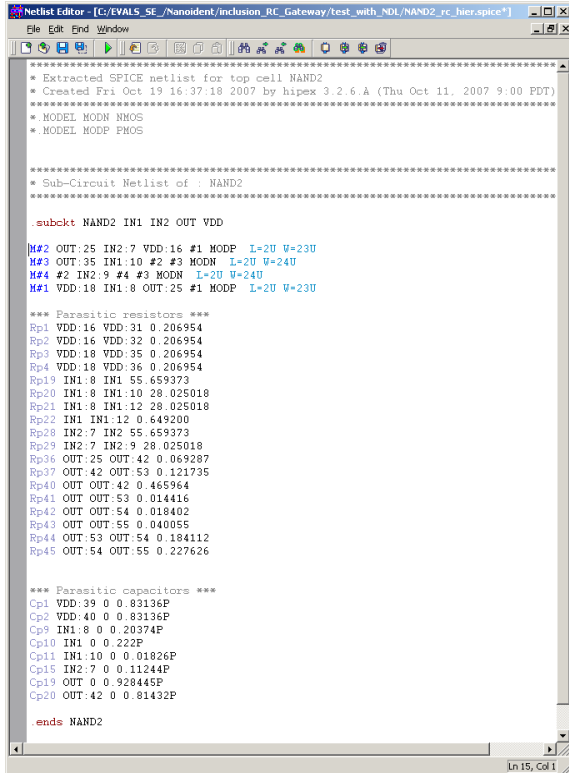 Netlist Editor - [C:/EVALS_SE_/Nanoident/inclusion_RC_Gateway/test_with_NDL/NAND2_rc_hier.spice*]
File Edit Find Window
******************************************************************************
* Extracted SPICE netlist for top cell NAND2
* Created Fri Oct 19 16:37:18 2007 by hipex 3.2.6.A (Thu Oct 11, 2007 9:00 PDT)
******************************************************************************
*.MODEL MODN NMOS
*.MODEL MODP PMOS
******************************************************************************
* Sub-Circuit Netlist of : NAND2
******************************************************************************
.subckt NAND2 IN1 IN2 OUT VDD
M#2 OUT:25 IN2:7 VDD:16 #1 MODP L=2U W=23U
M#3 OUT:35 IN1:10 #2 #3 MODN L=2U W=24U
M#4 #2 IN2:9 #4 #3 MODN L=2U W=24U
M#1 VDD:18 IN1:8 OUT:25 #1 MODP L=2U W=23U
*** Parasitic resistors ***
Rp1 VDD:16 VDD:31 0.206954
Rp2 VDD:16 VDD:32 0.206954
Rp3 VDD:18 VDD:35 0.206954
Rp4 VDD:18 VDD:36 0.206954
Rp19 IN1:8 IN1 55.659373
Rp20 IN1:8 IN1:10 28.025018
Rp21 IN1:8 IN1:12 28.025018
Rp22 IN1 IN1:12 0.649200
Rp28 IN2:7 IN2 55.659373
Rp29 IN2:7 IN2:9 28.025018
Rp36 OUT:25 OUT:42 0.069287
Rp37 OUT:42 OUT:53 0.121735
Rp40 OUT OUT:42 0.465964
Rp41 OUT OUT:53 0.014416
Rp42 OUT OUT:54 0.018402
Rp43 OUT OUT:55 0.040055
Rp44 OUT:53 OUT:54 0.184112
Rp45 OUT:54 OUT:55 0.227626
*** Parasitic capacitors ***
Cp1 VDD:39 0 0.83136P
Cp2 VDD:40 0 0.83136P
Cp9 IN1:8 0 0.20374P
Cp10 IN1 0 0.222P
Cp11 IN1:10 0 0.01826P
Cp15 IN2:7 0 0.11244P
Cp19 OUT 0 0.928445P
Cp20 OUT:42 0 0.81432P
.ends NAND2
Ln 15, Col 1